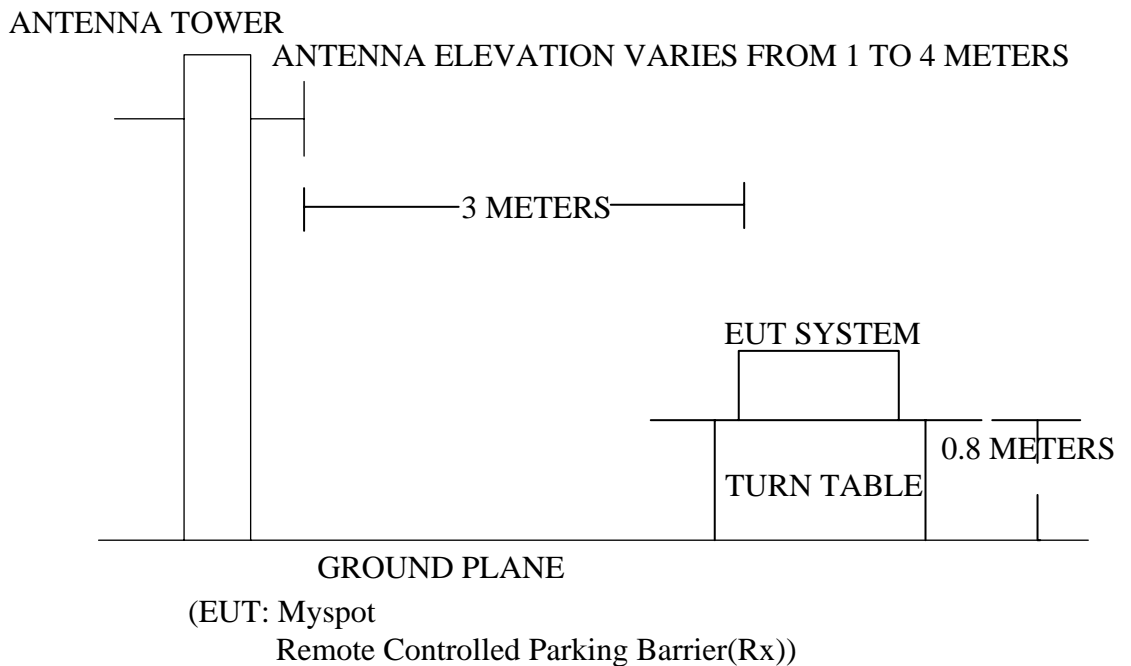 ANTENNA TOWER
ANTENNA ELEVATION VARIES FROM 1 TO 4 METERS
3 METERS
EUT SYSTEM
0.8 METERS
TURN TABLE
GROUND PLANE
(EUT: Myspot
Remote Controlled Parking Barrier(Rx))